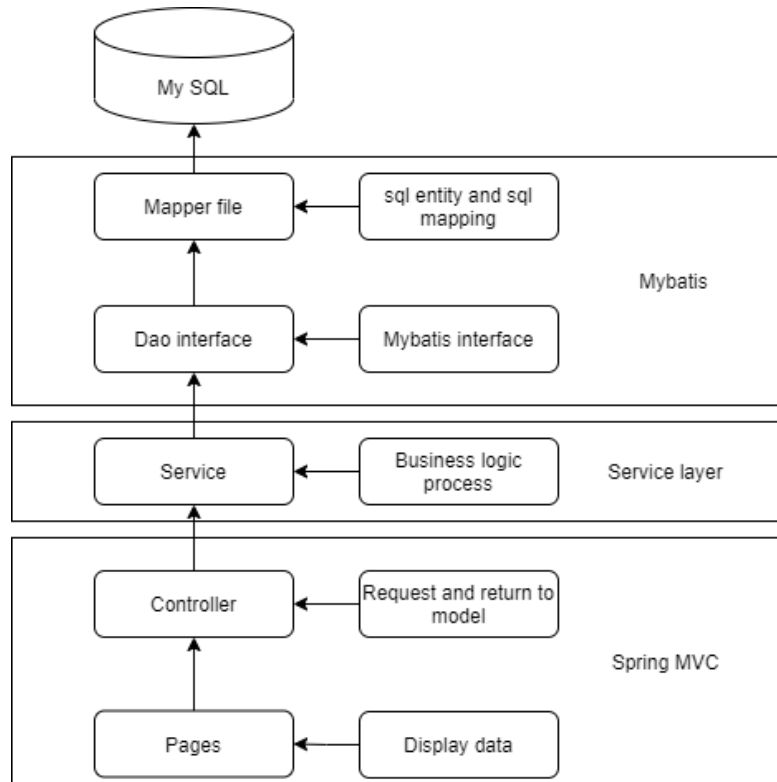 My SQL
Mapper file
sql entity and sql
mapping
Mybatis
Dao interface
Mybatis interface
Service
Business logic
process
Service layer
Controller
Request and return to
model
Spring MVC
Pages
Display data